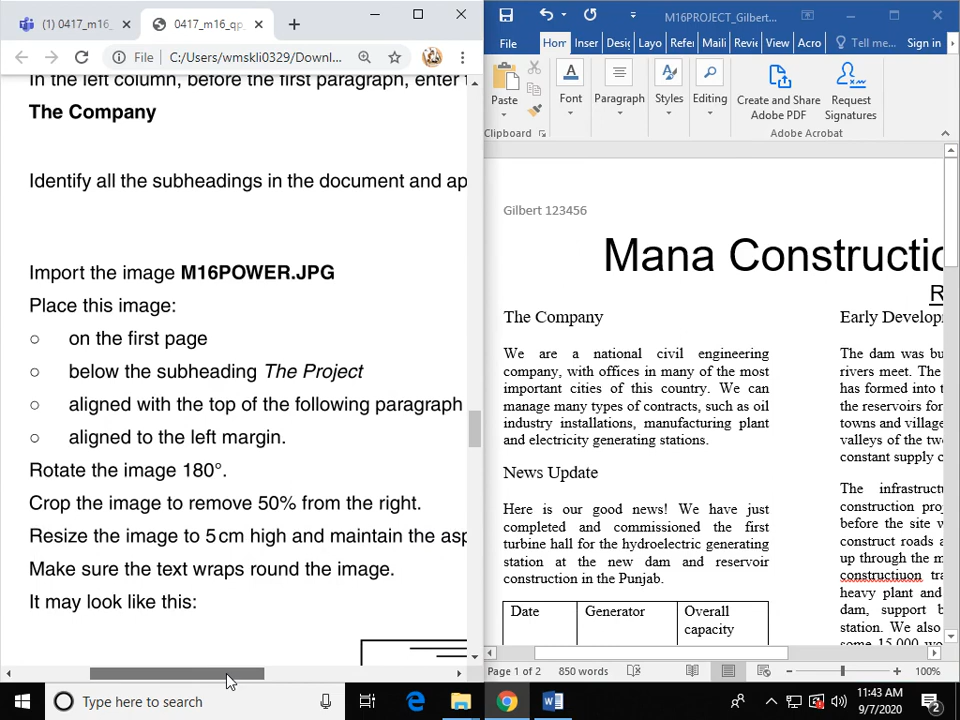 (1) 0417_m16_
0417_m16_qp_
File
C:/Users/wmskli0329/Downl...
In the left column, before the first paragraph, enter
The Company
Identify all the subheadings in the document and ap
Import the image M16POWER.JPG
Place this image:
○ on the first page
○ below the subheading The Project
○ aligned with the top of the following paragraph
○ aligned to the left margin.
Rotate the image 180°.
Crop the image to remove 50% from the right.
Resize the image to 5 cm high and maintain the asp
Make sure the text wraps round the image.
It may look like this:
M16PROJECT_Gilbert...
File Hom Inser Desig Layo Refer Maili Revie View Acro Tell me... Sign in
Paste
Font
Paragraph
Styles
Editing
Create and Share Adobe PDF
Request Signatures
Clipboard
Adobe Acrobat
Gilbert 123456
Mana Constructio
R
The Company
We are a national civil engineering
company, with offices in many of the most
important cities of this country. We can
manage many types of contracts, such as oil
industry installations, manufacturing plant
and electricity generating stations.
News Update
Here is our good news! We have just
completed and commissioned the first
turbine hall for the hydroelectric generating
station at the new dam and reservoir
construction in the Punjab.
Date Generator Overall
capacity
Early Develop
The dam was bu
rivers meet. The
has formed into t
the reservoirs for
towns and village
valleys of the two
constant supply c
The infrastructu
construction proj
before the site w
construct roads a
up through the m
constructiuon tra
heavy plant and
dam, support b
station. We also
some 15,000 wo
Page 1 of 2 850 words
100%
Type here to search
11:43 AM
9/7/2020
2